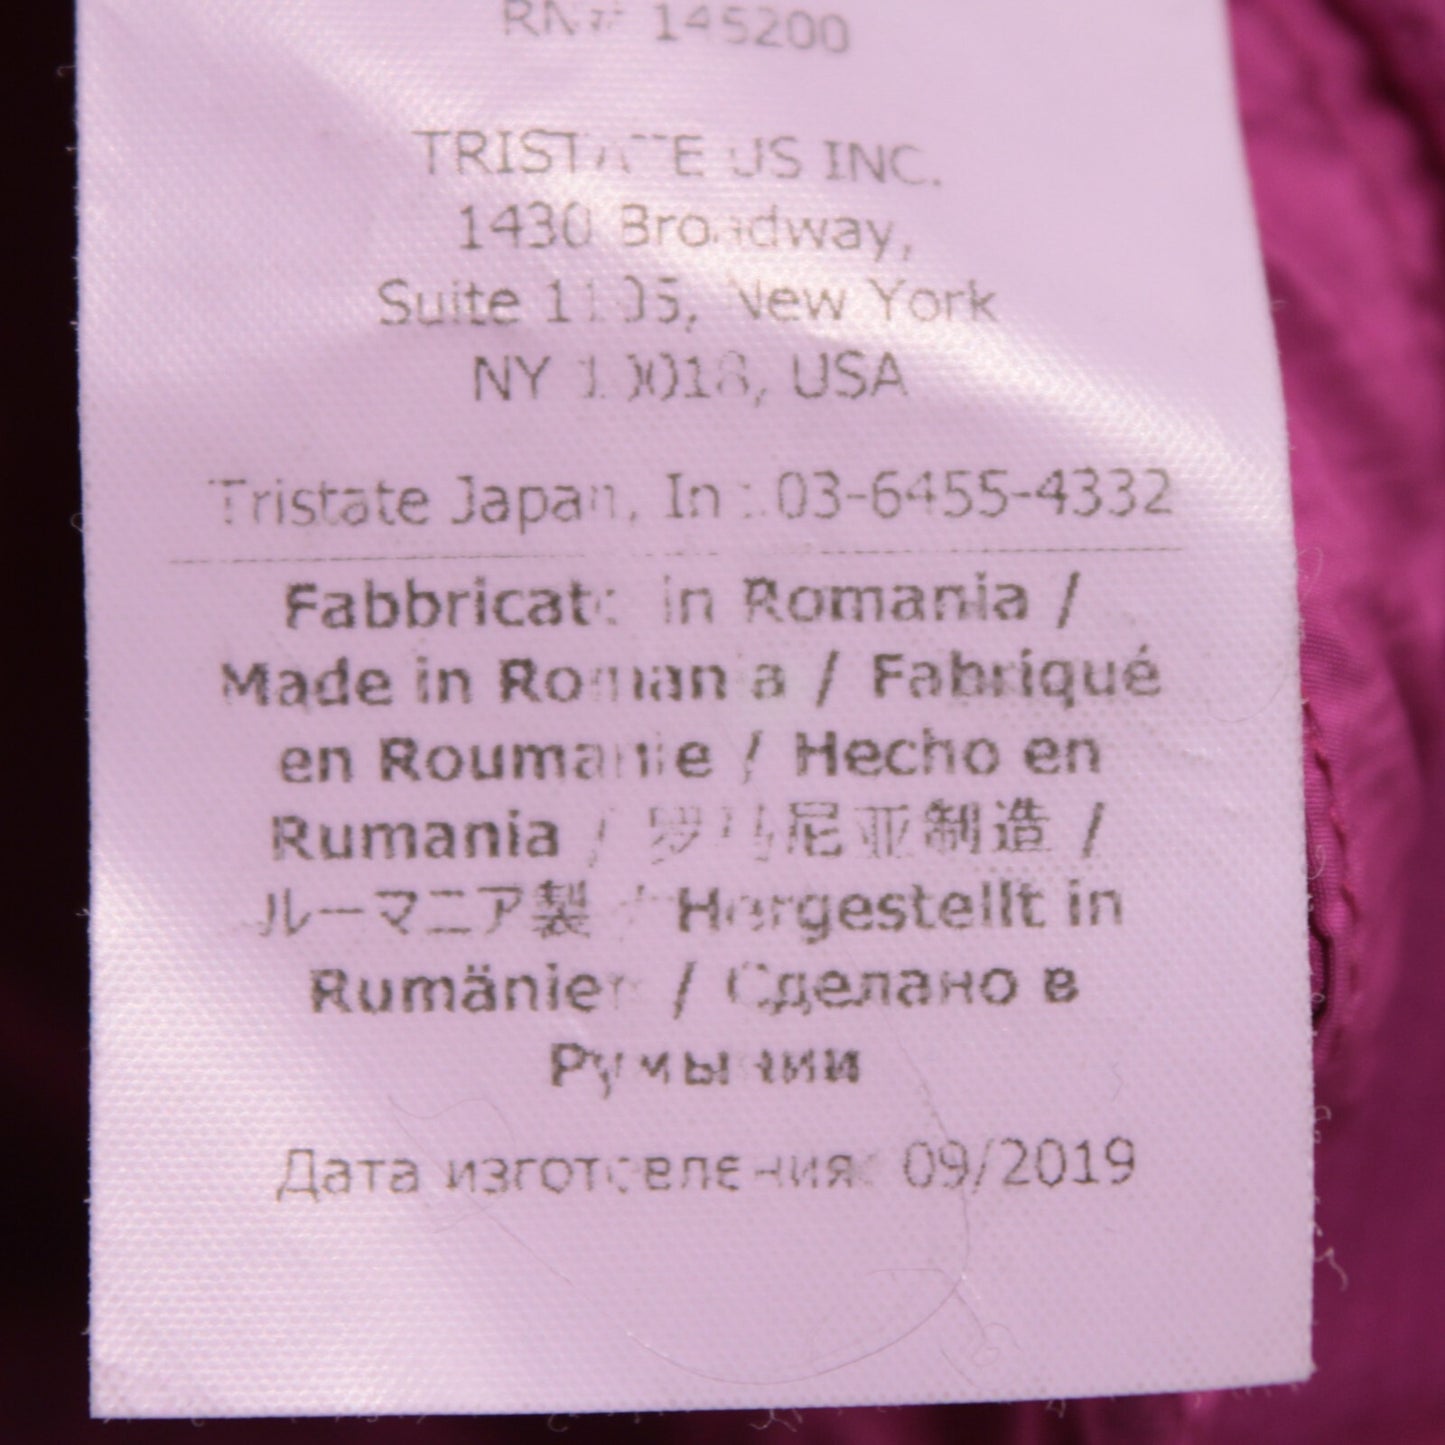 RN# 145200
TRISTATE US INC.
1430 Broadway,
Suite 1105, New York
NY 10018, USA
Tristate Japan, Inc. 03-6455-4332
Fabbricato in Romania /
Made in Romania / Fabriqué
en Roumanie / Hecho en
Rumania / 罗马尼亚制造 /
ルーマニア製 / Hergestellt in
Rumänien / Сделано в
Румынии
Дата изготовления: 09/2019